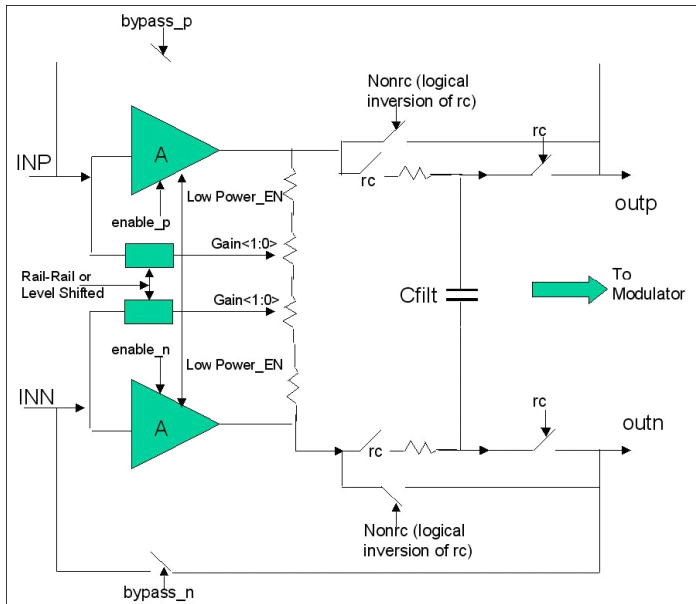 bypass_p
Nonrc (logical
inversion of rc)
rc
A
INP
rc
Low Power_EN
outp
enable_p
Gain<1:0>
Rail-Rail or
Level Shifted
To
Modulator
Cfilt
Gain<1:0>
enable_n
Low Power_EN
INN
rc
outn
A
rc
Nonrc (logical
inversion of rc)
bypass_n